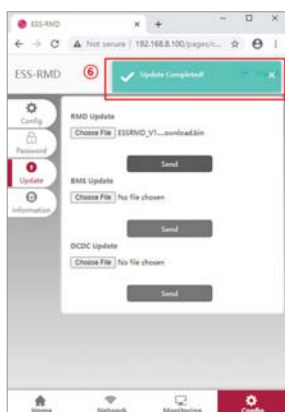 ESS-RMD
Not secure | 192.168.8.100/pages/c...
ESS-RMD
⑥
Update Completed!
Config
Password
Update
Information
RMD Update
Choose File ESSRMD_V1....ownload.bin
Send
BMS Update
Choose File No file chosen
Send
DCDC Update
Choose File No file chosen
Send
Home
Network
Monitoring
Config